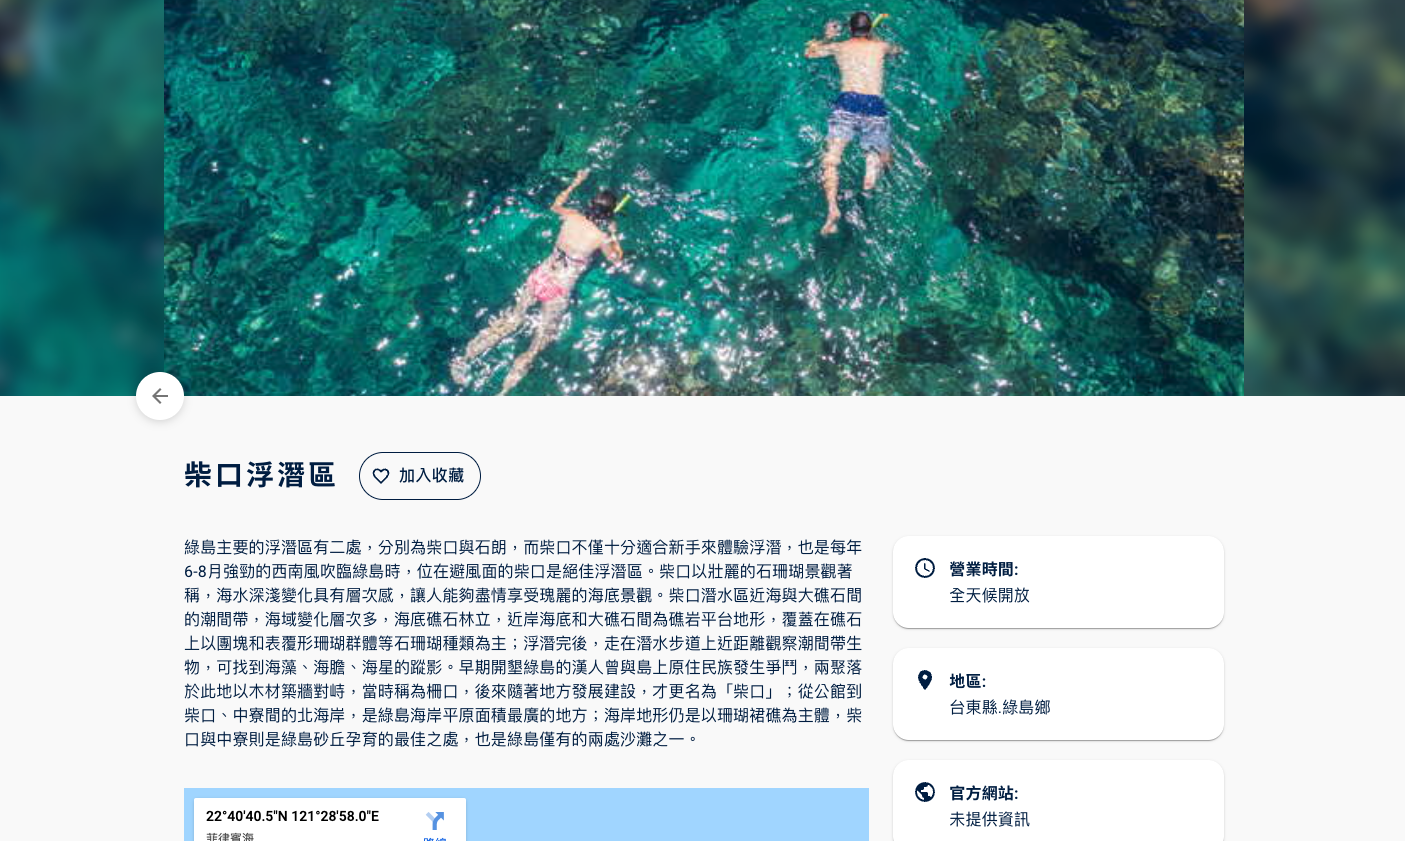 柴口浮潛區
加入收藏
綠島主要的浮潛區有二處，分別為柴口與石朗，而柴口不僅十分適合新手來體驗浮潛，也是每年
6-8月強勁的西南風吹臨綠島時，位在避風面的柴口是絕佳浮潛區。柴口以壯麗的石珊瑚景觀著
稱，海水深淺變化具有層次感，讓人能夠盡情享受瑰麗的海底景觀。柴口潛水區近海與大礁石間
的潮間帶，海域變化層次多，海底礁石林立，近岸海底和大礁石間為礁岩平台地形，覆蓋在礁石
上以團塊和表覆形珊瑚群體等石珊瑚種類為主；浮潛完後，走在潛水步道上近距離觀察潮間帶生
物，可找到海藻、海膽、海星的蹤影。早期開墾綠島的漢人曾與島上原住民族發生爭鬥，兩聚落
於此地以木材築牆對峙，當時稱為柵口，後來隨著地方發展建設，才更名為「柴口」；從公館到
柴口、中寮間的北海岸，是綠島海岸平原面積最廣的地方；海岸地形仍是以珊瑚裙礁為主體，柴
口與中寮則是綠島砂丘孕育的最佳之處，也是綠島僅有的兩處沙灘之一。
營業時間:
全天候開放
地區:
台東縣.綠島鄉
官方網站:
未提供資訊
22°40'40.5"N 121°28'58.0"E
菲律賓海
路線